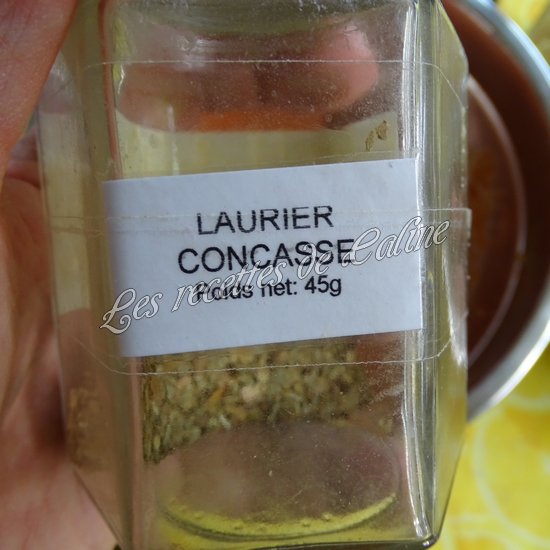 LAURIER
CONCASSE
Les recettes de Caline
Poids net: 45g